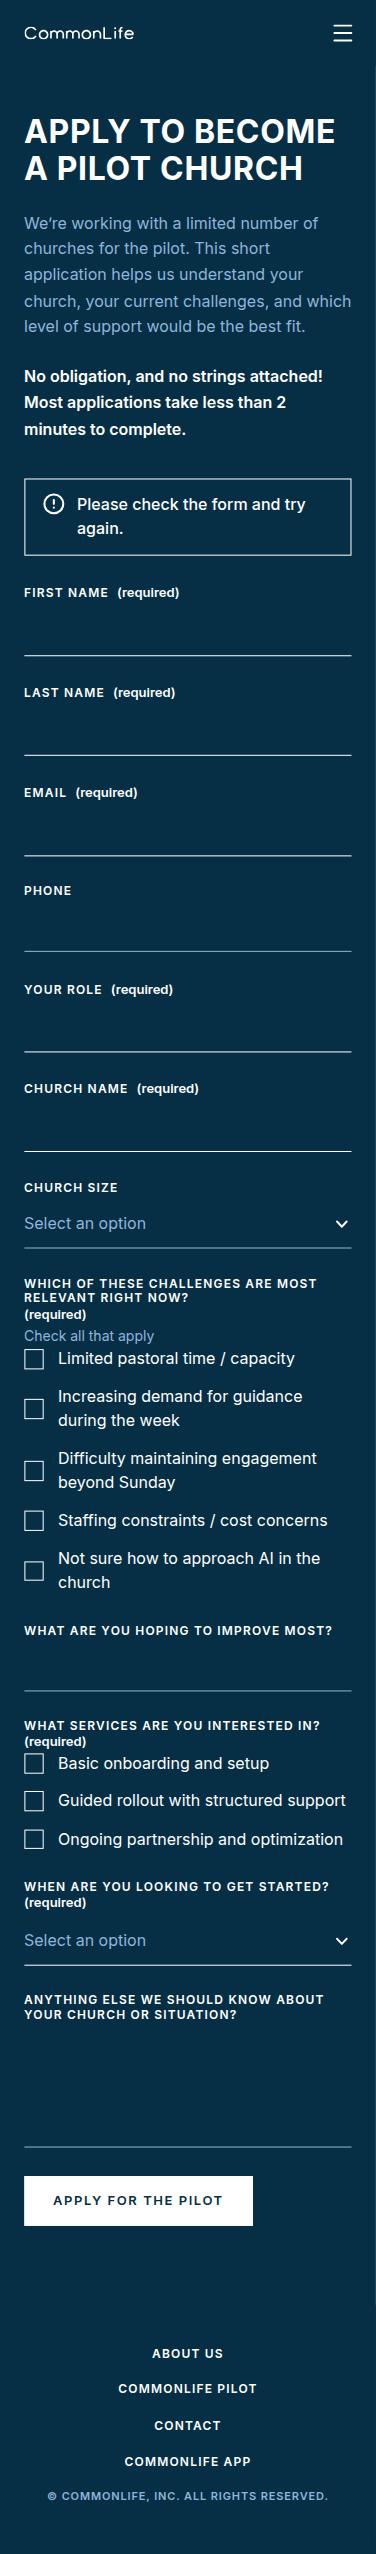 CommonLife
APPLY TO BECOME
A PILOT CHURCH
We’re working with a limited number of
churches for the pilot. This short
application helps us understand your
church, your current challenges, and which
level of support would be the best fit.
No obligation, and no strings attached!
Most applications take less than 2
minutes to complete.
Please check the form and try
again.
FIRST NAME (required)
LAST NAME (required)
EMAIL (required)
PHONE
YOUR ROLE (required)
CHURCH NAME (required)
CHURCH SIZE
Select an option
WHICH OF THESE CHALLENGES ARE MOST
RELEVANT RIGHT NOW?
(required)
Check all that apply
Limited pastoral time / capacity
Increasing demand for guidance
during the week
Difficulty maintaining engagement
beyond Sunday
Staffing constraints / cost concerns
Not sure how to approach AI in the
church
WHAT ARE YOU HOPING TO IMPROVE MOST?
WHAT SERVICES ARE YOU INTERESTED IN?
(required)
Basic onboarding and setup
Guided rollout with structured support
Ongoing partnership and optimization
WHEN ARE YOU LOOKING TO GET STARTED?
(required)
Select an option
ANYTHING ELSE WE SHOULD KNOW ABOUT
YOUR CHURCH OR SITUATION?
APPLY FOR THE PILOT
ABOUT US
COMMONLIFE PILOT
CONTACT
COMMONLIFE APP
© COMMONLIFE, INC. ALL RIGHTS RESERVED.